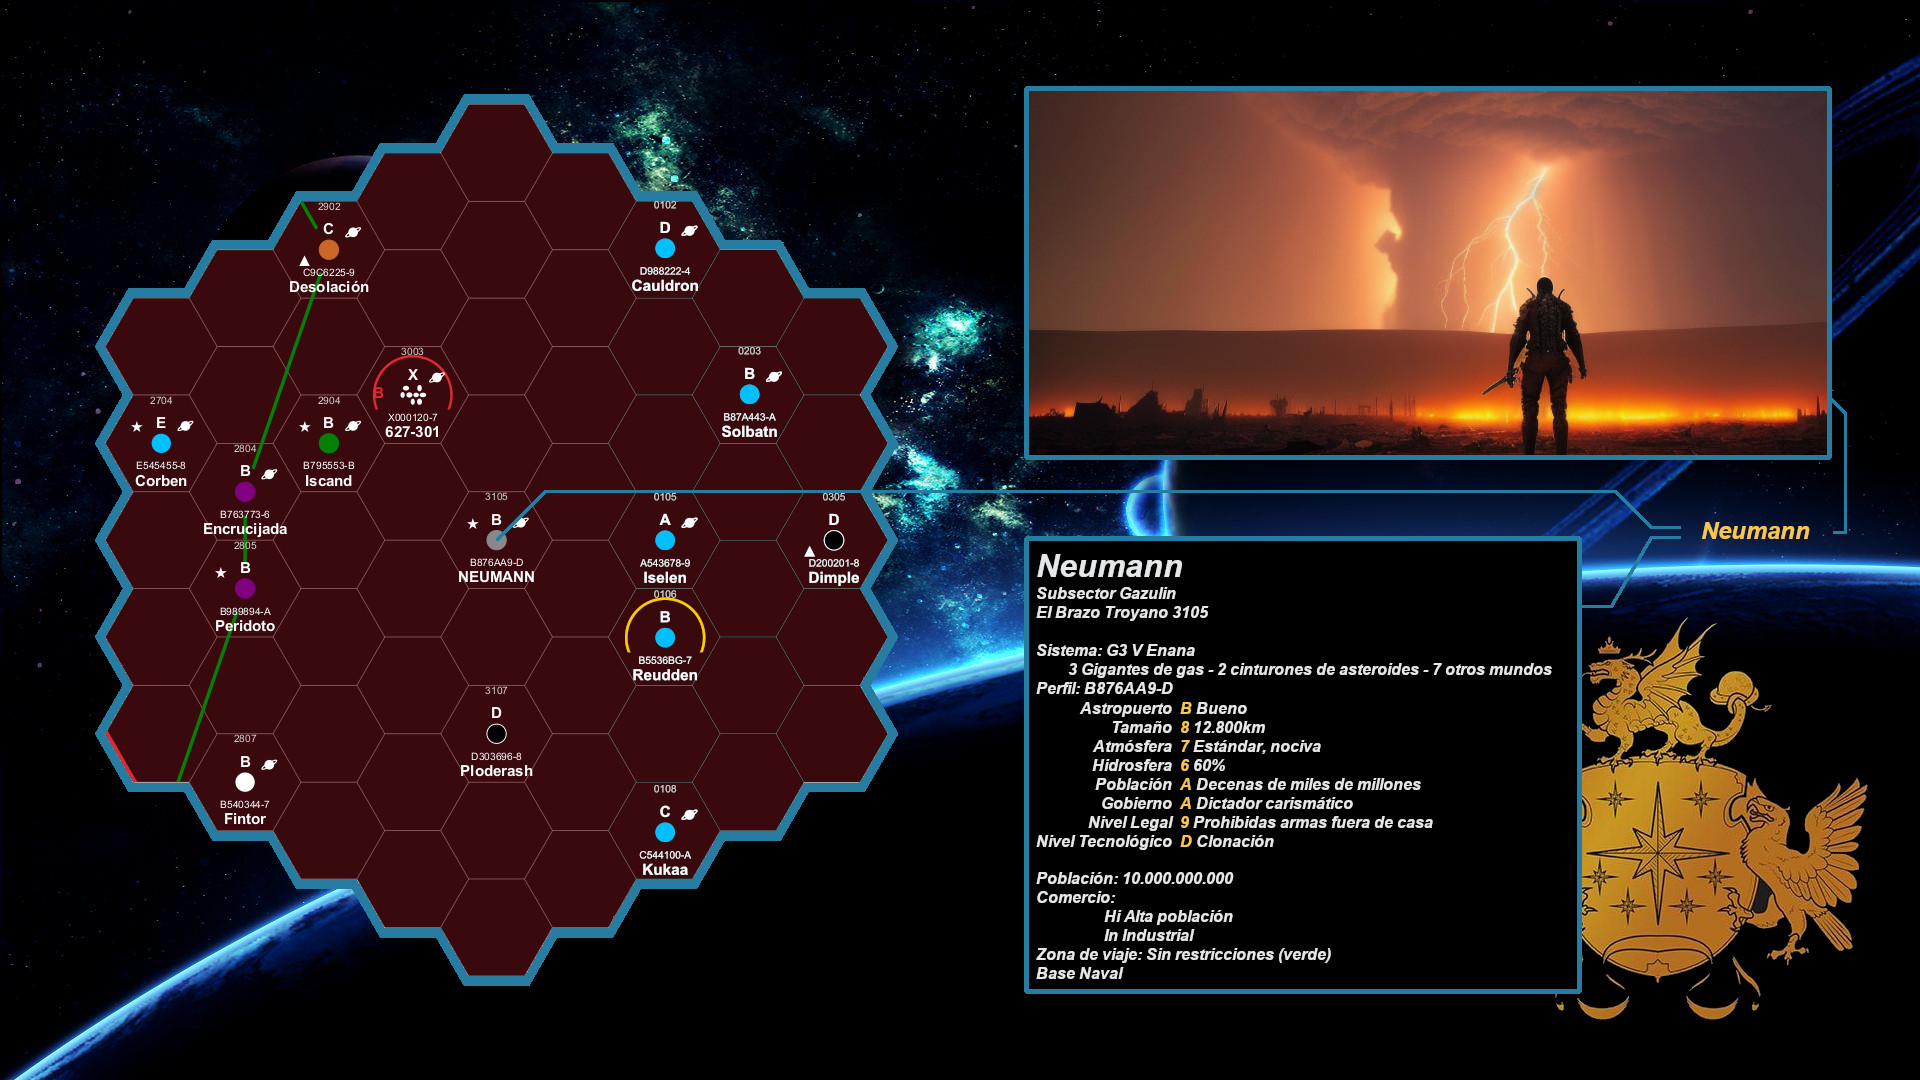 2902
C
C9C6225-9
Desolación
0102
D
D988222-4
Cauldron
3003
X
B
X000120-7
627-301
0203
B
B87A443-A
Solbatn
2704
E
E545455-8
Corben
2904
B
B795553-B
Iscand
2804
B
B763773-6
Encrucijada
3105
B
B876AA9-D
NEUMANN
0105
A
A543678-9
Iselen
0305
D
D200201-8
Dimple
2805
B
B989894-A
Peridoto
0106
B
B5536BG-7
Reudden
3107
D
D303696-8
Ploderash
2807
B
B540344-7
Fintor
0108
C
C544100-A
Kukaa
Neumann
Neumann
Subsector Gazulin
El Brazo Troyano 3105
Sistema: G3 V Enana
3 Gigantes de gas - 2 cinturones de asteroides - 7 otros mundos
Perfil: B876AA9-D
Astropuerto B Bueno
Tamaño 8 12.800km
Atmósfera 7 Estándar, nociva
Hidrosfera 6 60%
Población A Decenas de miles de millones
Gobierno A Dictador carismático
Nivel Legal 9 Prohibidas armas fuera de casa
Nivel Tecnológico D Clonación
Población: 10.000.000.000
Comercio:
Hi Alta población
In Industrial
Zona de viaje: Sin restricciones (verde)
Base Naval